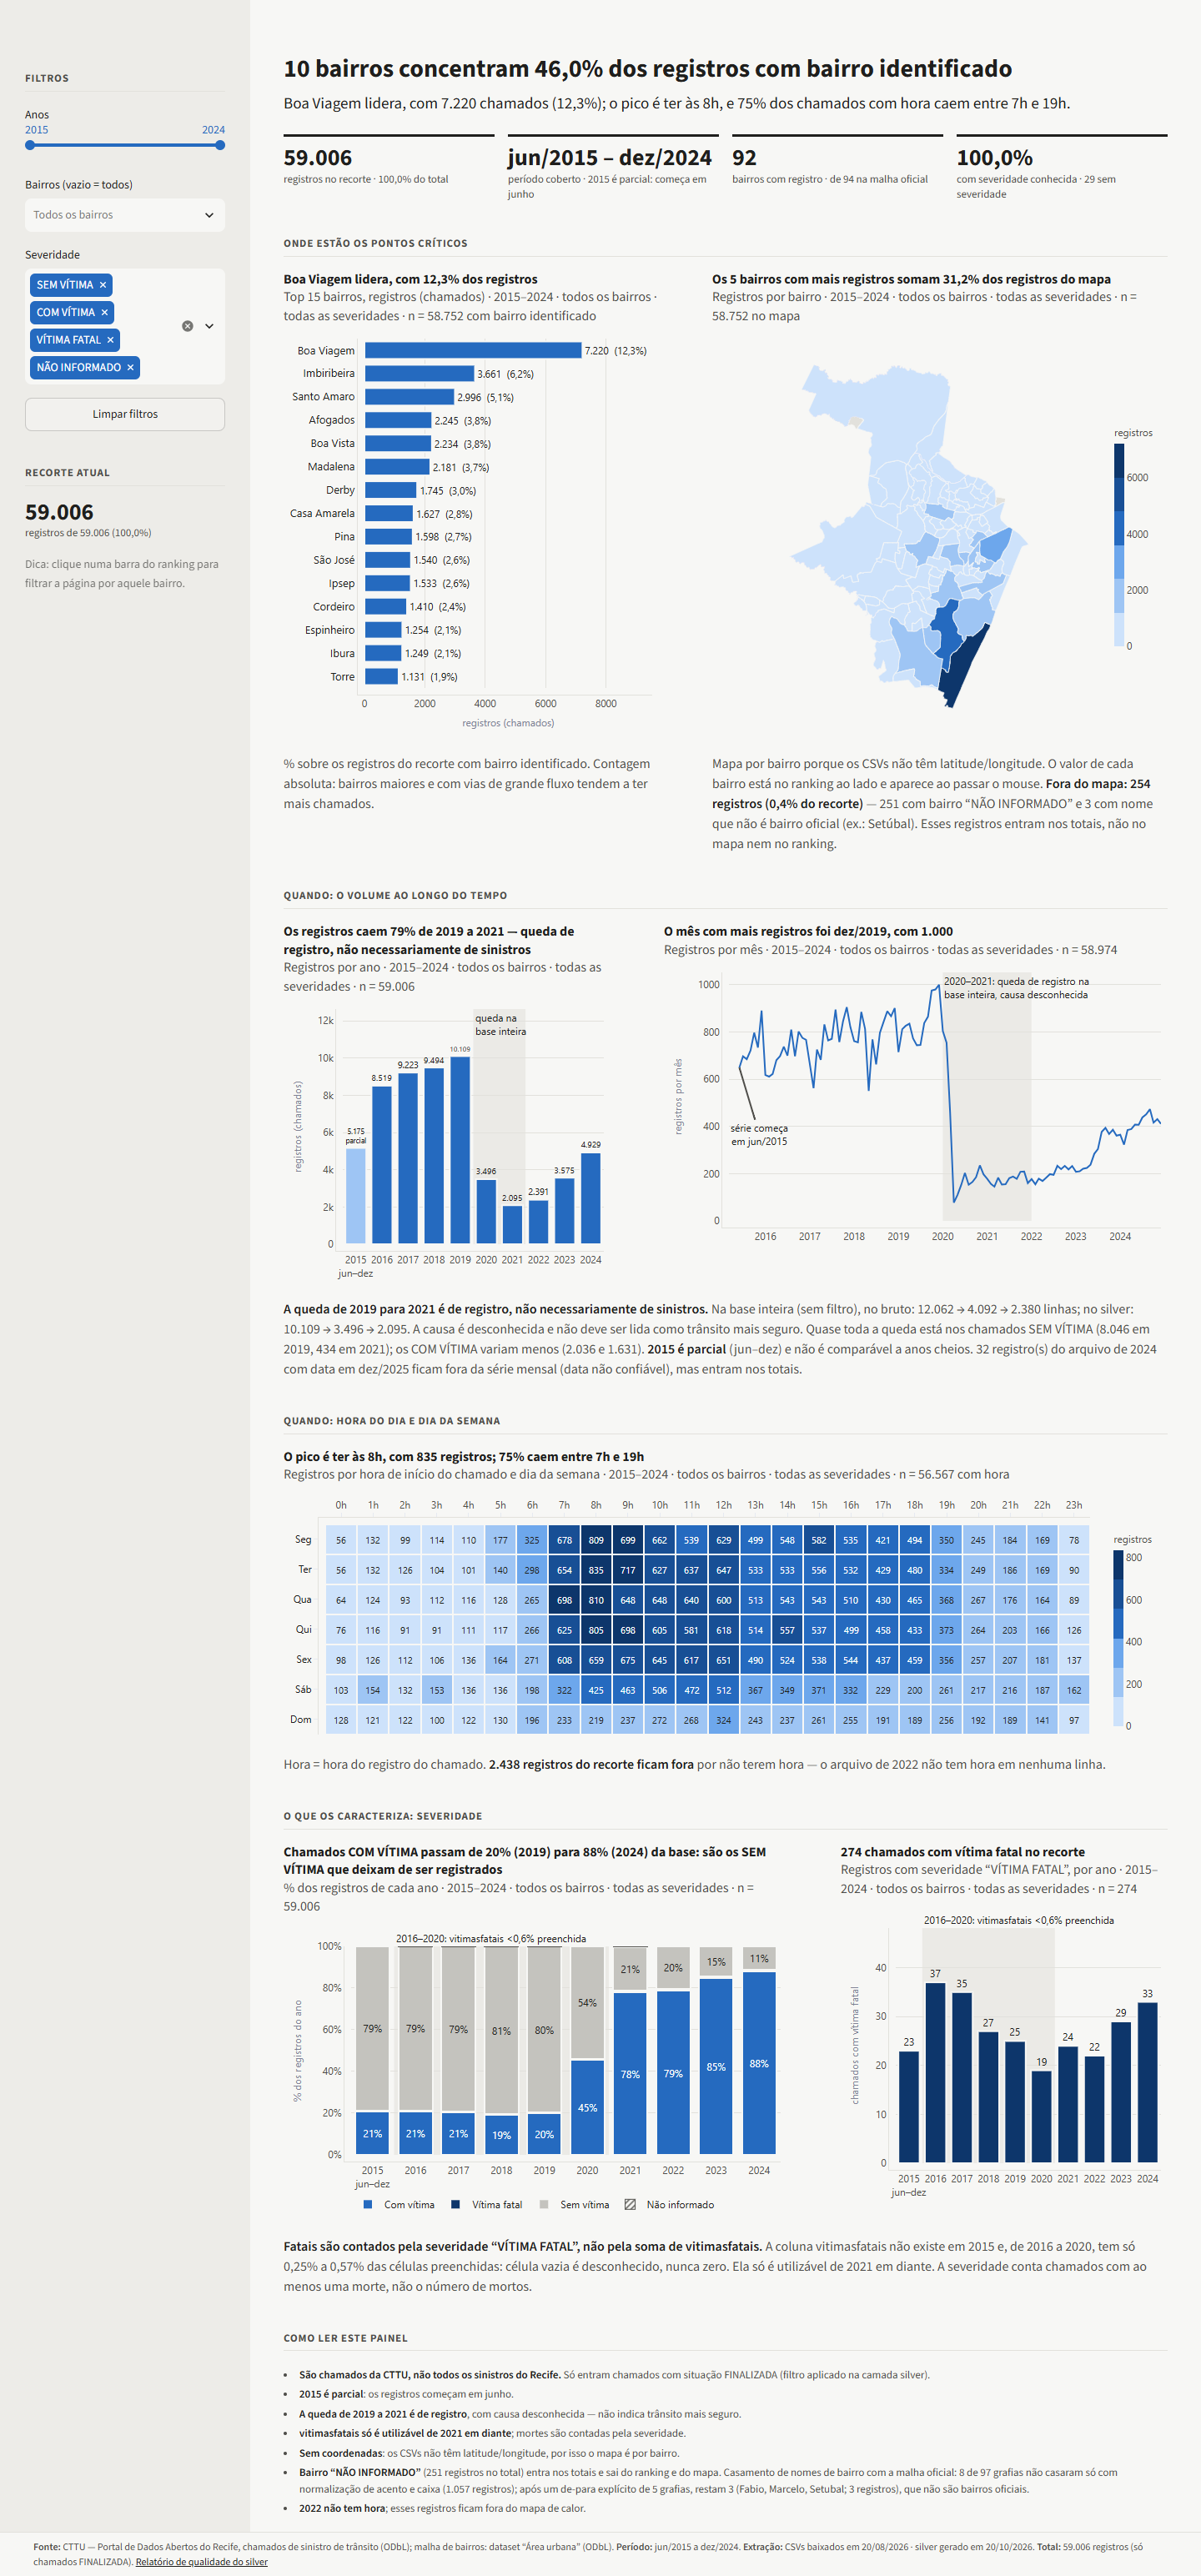 FILTROS
Anos
2015 2024
Bairros (vazio = todos)
Todos os bairros
Severidade
SEM VÍTIMA ×
COM VÍTIMA ×
VÍTIMA FATAL ×
NÃO INFORMADO ×
Limpar filtros
RECORTE ATUAL
59.006
registros de 59.006 (100,0%)
Dica: clique numa barra do ranking para
filtrar a página por aquele bairro.
10 bairros concentram 46,0% dos registros com bairro identificado
Boa Viagem lidera, com 7.220 chamados (12,3%); o pico é ter às 8h, e 75% dos chamados com hora caem entre 7h e 19h.
59.006
registros no recorte · 100,0% do total
jun/2015 – dez/2024
período coberto · 2015 é parcial: começa em
junho
92
bairros com registro · de 94 na malha oficial
100,0%
com severidade conhecida · 29 sem
severidade
ONDE ESTÃO OS PONTOS CRÍTICOS
Boa Viagem lidera, com 12,3% dos registros
Top 15 bairros, registros (chamados) · 2015–2024 · todos os bairros ·
todas as severidades · n = 58.752 com bairro identificado
Boa Viagem 7.220 (12,3%)
Imbiribeira 3.661 (6,2%)
Santo Amaro 2.996 (5,1%)
Afogados 2.245 (3,8%)
Boa Vista 2.234 (3,8%)
Madalena 2.181 (3,7%)
Derby 1.745 (3,0%)
Casa Amarela 1.627 (2,8%)
Pina 1.598 (2,7%)
São José 1.540 (2,6%)
Ipsep 1.533 (2,6%)
Cordeiro 1.410 (2,4%)
Espinheiro 1.254 (2,1%)
Ibura 1.249 (2,1%)
Torre 1.131 (1,9%)
0 2000 4000 6000 8000
registros (chamados)
% sobre os registros do recorte com bairro identificado. Contagem
absoluta: bairros maiores e com vias de grande fluxo tendem a ter
mais chamados.
Os 5 bairros com mais registros somam 31,2% dos registros do mapa
Registros por bairro · 2015–2024 · todos os bairros · todas as severidades · n =
58.752 no mapa
registros
6000
4000
2000
0
Mapa por bairro porque os CSVs não têm latitude/longitude. O valor de cada
bairro está no ranking ao lado e aparece ao passar o mouse. Fora do mapa: 254
registros (0,4% do recorte) — 251 com bairro “NÃO INFORMADO” e 3 com nome
que não é bairro oficial (ex.: Setúbal). Esses registros entram nos totais, não no
mapa nem no ranking.
QUANDO: O VOLUME AO LONGO DO TEMPO
Os registros caem 79% de 2019 a 2021 — queda de
registro, não necessariamente de sinistros
Registros por ano · 2015–2024 · todos os bairros · todas as
severidades · n = 59.006
registros (chamados)
12k
10k
8k
6k
4k
2k
0
queda na
base inteira
5.175
parcial
8.519
9.223
9.494
10.109
3.496
2.095
2.391
3.575
4.929
2015 2016 2017 2018 2019 2020 2021 2022 2023 2024
jun–dez
O mês com mais registros foi dez/2019, com 1.000
Registros por mês · 2015–2024 · todos os bairros · todas as severidades · n = 58.974
registros por mês
1000
800
600
400
200
0
2020–2021: queda de registro na
base inteira, causa desconhecida
série começa
em jun/2015
2016 2017 2018 2019 2020 2021 2022 2023 2024
A queda de 2019 para 2021 é de registro, não necessariamente de sinistros. Na base inteira (sem filtro), no bruto: 12.062 → 4.092 → 2.380 linhas; no silver:
10.109 → 3.496 → 2.095. A causa é desconhecida e não deve ser lida como trânsito mais seguro. Quase toda a queda está nos chamados SEM VÍTIMA (8.046 em
2019, 434 em 2021); os COM VÍTIMA variam menos (2.036 e 1.631). 2015 é parcial (jun–dez) e não é comparável a anos cheios. 32 registro(s) do arquivo de 2024
com data em dez/2025 ficam fora da série mensal (data não confiável), mas entram nos totais.
QUANDO: HORA DO DIA E DIA DA SEMANA
O pico é ter às 8h, com 835 registros; 75% caem entre 7h e 19h
Registros por hora de início do chamado e dia da semana · 2015–2024 · todos os bairros · todas as severidades · n = 56.567 com hora
0h 1h 2h 3h 4h 5h 6h 7h 8h 9h 10h 11h 12h 13h 14h 15h 16h 17h 18h 19h 20h 21h 22h 23h
Seg 56 132 99 114 110 177 325 678 809 699 662 539 629 499 548 582 535 421 494 350 245 184 169 78
Ter 56 132 126 104 101 140 298 654 835 717 627 637 647 533 533 556 532 429 480 334 249 186 169 90
Qua 64 124 93 112 116 128 265 698 810 648 648 640 600 513 543 543 510 430 465 368 267 176 164 89
Qui 76 116 91 91 111 117 266 625 805 698 605 581 618 514 557 537 499 458 433 373 264 203 166 126
Sex 98 126 112 106 136 164 271 608 659 675 645 617 651 490 524 538 544 437 459 356 257 207 181 137
Sáb 103 154 132 153 136 136 198 322 425 463 506 472 512 367 349 371 332 229 200 261 217 216 187 162
Dom 128 121 122 100 122 130 196 233 219 237 272 268 324 243 237 261 255 191 189 256 192 189 141 97
registros
800
600
400
200
0
Hora = hora do registro do chamado. 2.438 registros do recorte ficam fora por não terem hora — o arquivo de 2022 não tem hora em nenhuma linha.
O QUE OS CARACTERIZA: SEVERIDADE
Chamados COM VÍTIMA passam de 20% (2019) para 88% (2024) da base: são os SEM
VÍTIMA que deixam de ser registrados
% dos registros de cada ano · 2015–2024 · todos os bairros · todas as severidades · n =
59.006
2016–2020: vitimasfatais <0,6% preenchida
% dos registros do ano
100%
80%
60%
40%
20%
0%
79% 79% 79% 81% 80% 54% 21% 20% 15% 11%
21% 21% 21% 19% 20% 45% 78% 79% 85% 88%
2015 2016 2017 2018 2019 2020 2021 2022 2023 2024
jun–dez
Com vítima Vítima fatal Sem vítima Não informado
274 chamados com vítima fatal no recorte
Registros com severidade “VÍTIMA FATAL”, por ano · 2015–
2024 · todos os bairros · todas as severidades · n = 274
2016–2020: vitimasfatais <0,6% preenchida
chamados com vítima fatal
40
30
20
10
0
23 37 35 27 25 19 24 22 29 33
2015 2016 2017 2018 2019 2020 2021 2022 2023 2024
jun–dez
Fatais são contados pela severidade “VÍTIMA FATAL”, não pela soma de vitimasfatais. A coluna vitimasfatais não existe em 2015 e, de 2016 a 2020, tem só
0,25% a 0,57% das células preenchidas: célula vazia é desconhecido, nunca zero. Ela só é utilizável de 2021 em diante. A severidade conta chamados com ao
menos uma morte, não o número de mortos.
COMO LER ESTE PAINEL
• São chamados da CTTU, não todos os sinistros do Recife. Só entram chamados com situação FINALIZADA (filtro aplicado na camada silver).
• 2015 é parcial: os registros começam em junho.
• A queda de 2019 a 2021 é de registro, com causa desconhecida — não indica trânsito mais seguro.
• vitimasfatais só é utilizável de 2021 em diante; mortes são contadas pela severidade.
• Sem coordenadas: os CSVs não têm latitude/longitude, por isso o mapa é por bairro.
• Bairro “NÃO INFORMADO” (251 registros no total) entra nos totais e sai do ranking e do mapa. Casamento de nomes de bairro com a malha oficial: 8 de 97 grafias não casaram só com
normalização de acento e caixa (1.057 registros); após um de-para explícito de 5 grafias, restam 3 (Fabio, Marcelo, Setubal; 3 registros), que não são bairros oficiais.
• 2022 não tem hora; esses registros ficam fora do mapa de calor.
Fonte: CTTU — Portal de Dados Abertos do Recife, chamados de sinistro de trânsito (ODbL); malha de bairros: dataset “Área urbana” (ODbL). Período: jun/2015 a dez/2024. Extração: CSVs baixados em 20/08/2026 · silver gerado em 20/10/2026. Total: 59.006 registros (só
chamados FINALIZADA). Relatório de qualidade do silver